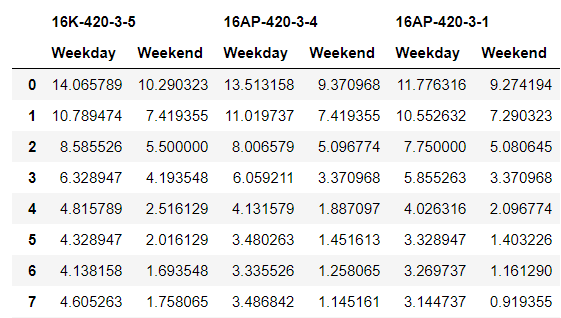 16K-420-3-5 16AP-420-3-4 16AP-420-3-1
Weekday Weekend Weekday Weekend Weekday Weekend
0 14.065789 10.290323 13.513158 9.370968 11.776316 9.274194
1 10.789474 7.419355 11.019737 7.419355 10.552632 7.290323
2 8.585526 5.500000 8.006579 5.096774 7.750000 5.080645
3 6.328947 4.193548 6.059211 3.370968 5.855263 3.370968
4 4.815789 2.516129 4.131579 1.887097 4.026316 2.096774
5 4.328947 2.016129 3.480263 1.451613 3.328947 1.403226
6 4.138158 1.693548 3.335526 1.258065 3.269737 1.161290
7 4.605263 1.758065 3.486842 1.145161 3.144737 0.919355